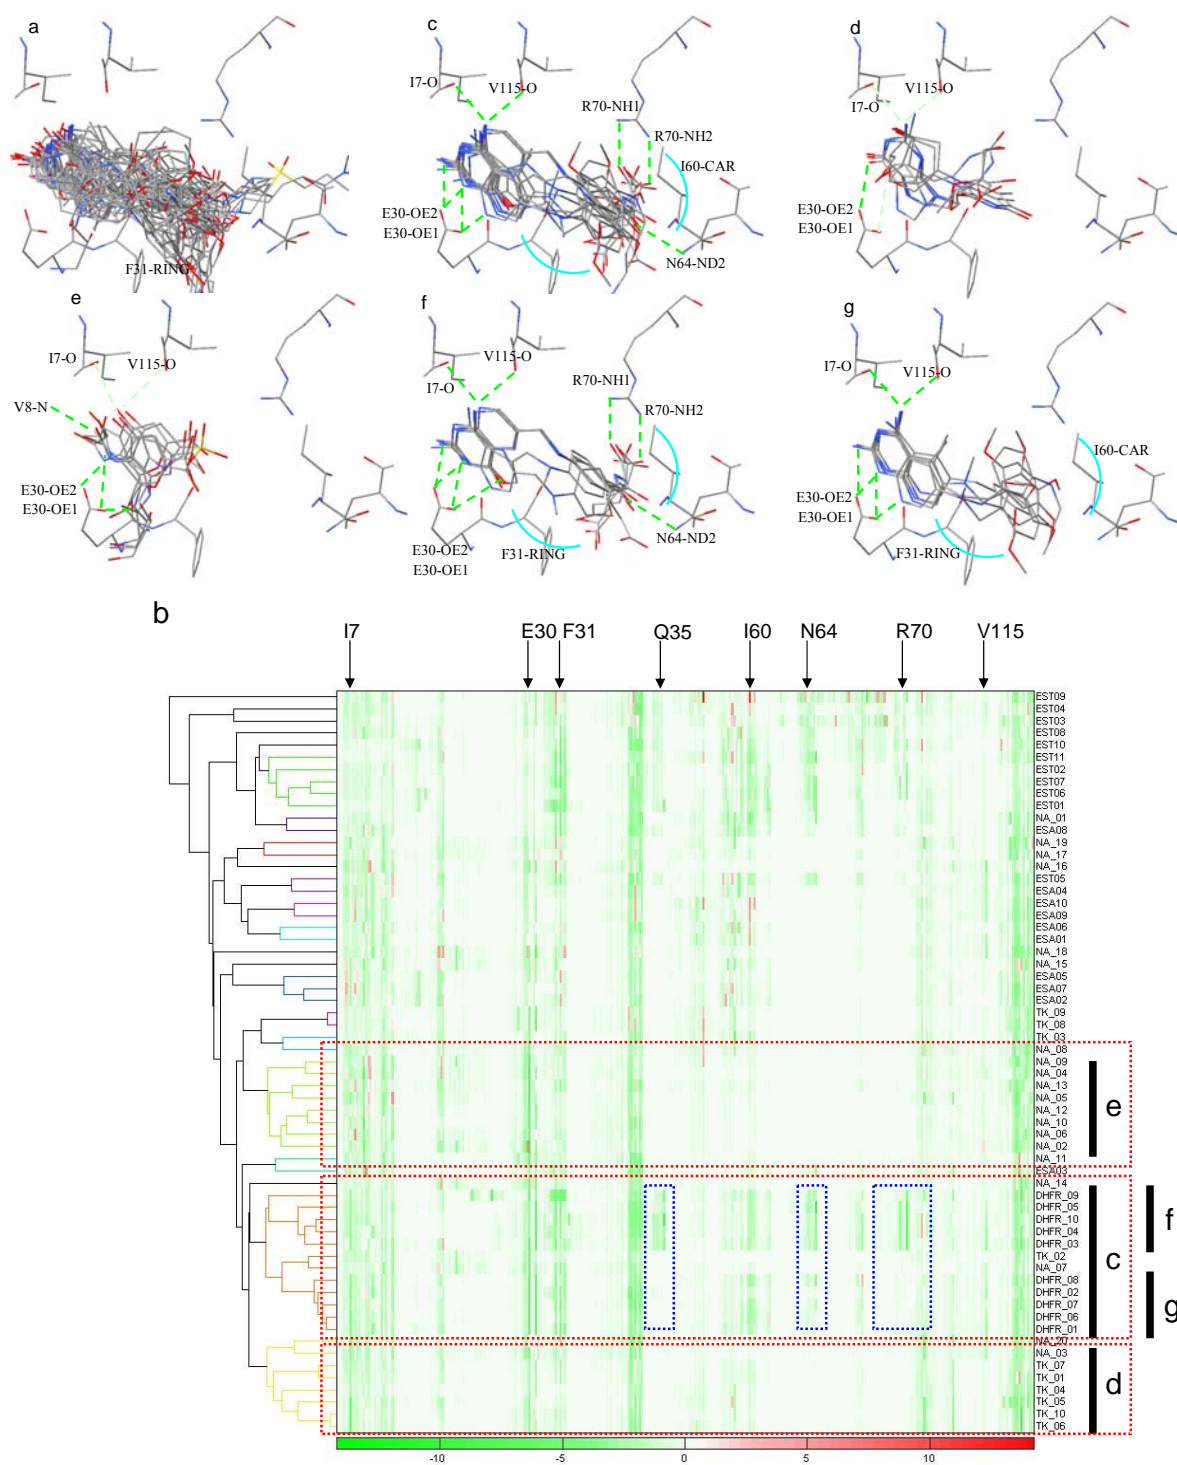 a
F31-RING
c
I7-O
V115-O
R70-NH1
R70-NH2
I60-CAR
E30-OE2
E30-OE1
N64-ND2
d
I7-O
V115-O
E30-OE2
E30-OE1
e
I7-O
V115-O
V8-N
E30-OE2
E30-OE1
f
V115-O
I7-O
R70-NH1
R70-NH2
E30-OE2
E30-OE1
F31-RING
N64-ND2
g
I7-O
V115-O
I60-CAR
E30-OE2
E30-OE1
F31-RING
b
I7 E30 F31 Q35 I60 N64 R70 V115
EST09
EST04
EST03
EST08
EST10
EST11
EST02
EST07
EST06
EST01
NA_01
ESA08
NA_19
NA_17
NA_16
EST05
ESA04
ESA10
ESA09
ESA06
ESA01
NA_18
NA_15
ESA05
ESA07
ESA02
TK_09
TK_08
TK_03
NA_08
NA_09
NA_04
NA_13
NA_05
NA_12
NA_10
NA_06
NA_02
NA_11
ESA03
NA_14
DHFR_09
DHFR_05
DHFR_10
DHFR_04
DHFR_03
TK_02
NA_07
DHFR_08
DHFR_02
DHFR_07
DHFR_06
DHFR_01
NA_20
NA_03
TK_07
TK_01
TK_04
TK_05
TK_10
TK_06
e
f
c
g
d
-10 -5 0 5 10